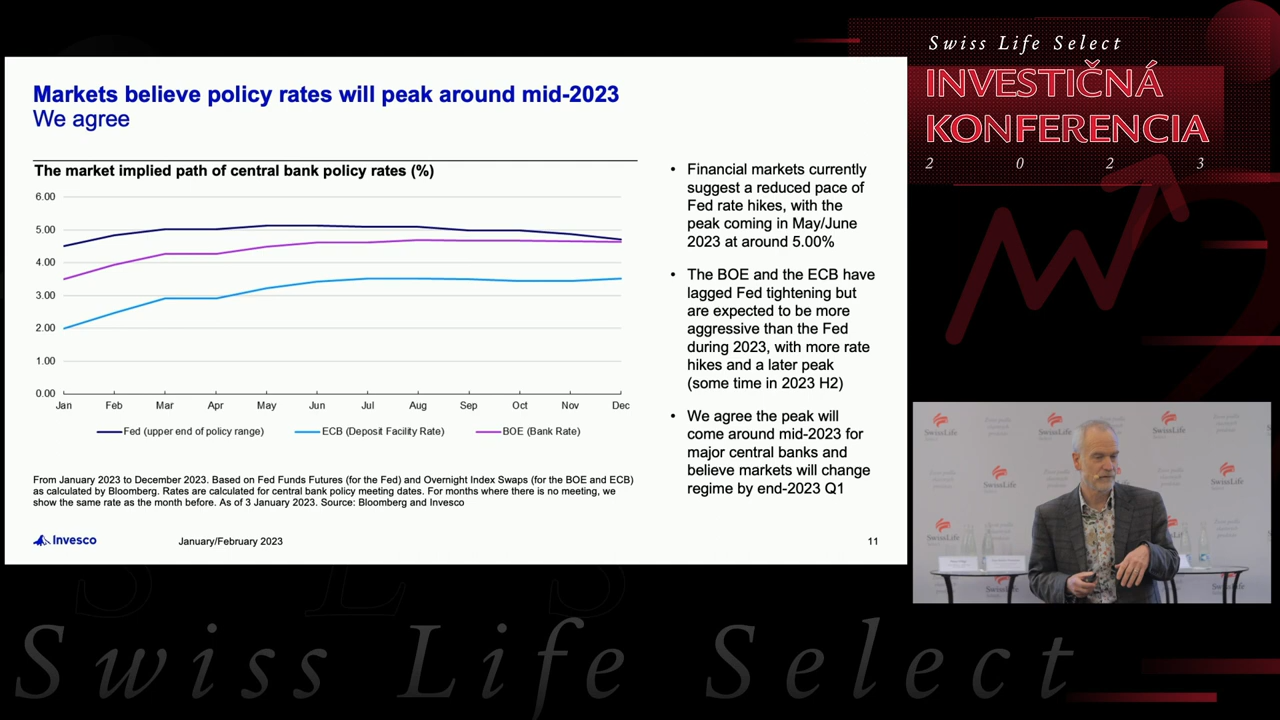 Swiss Life Select
INVESTIČNÁ
KONFERENCIA
2 0 2 3
Markets believe policy rates will peak around mid-2023
We agree
The market implied path of central bank policy rates (%)
6.00
5.00
4.00
3.00
2.00
1.00
0.00
Jan Feb Mar Apr May Jun Jul Aug Sep Oct Nov Dec
Fed (upper end of policy range) ECB (Deposit Facility Rate) BOE (Bank Rate)
From January 2023 to December 2023. Based on Fed Funds Futures (for the Fed) and Overnight Index Swaps (for the BOE and ECB)
as calculated by Bloomberg. Rates are calculated for central bank policy meeting dates. For months where there is no meeting, we
show the same rate as the month before. As of 3 January 2023. Source: Bloomberg and Invesco
• Financial markets currently
suggest a reduced pace of
Fed rate hikes, with the
peak coming in May/June
2023 at around 5.00%
• The BOE and the ECB have
lagged Fed tightening but
are expected to be more
aggressive than the Fed
during 2023, with more rate
hikes and a later peak
(some time in 2023 H2)
• We agree the peak will
come around mid-2023 for
major central banks and
believe markets will change
regime by end-2023 Q1
Invesco
January/February 2023
11
SwissLife
SwissLife
SwissLife
SwissLife
SwissLife
SwissLife
S L S
Swiss Life Select